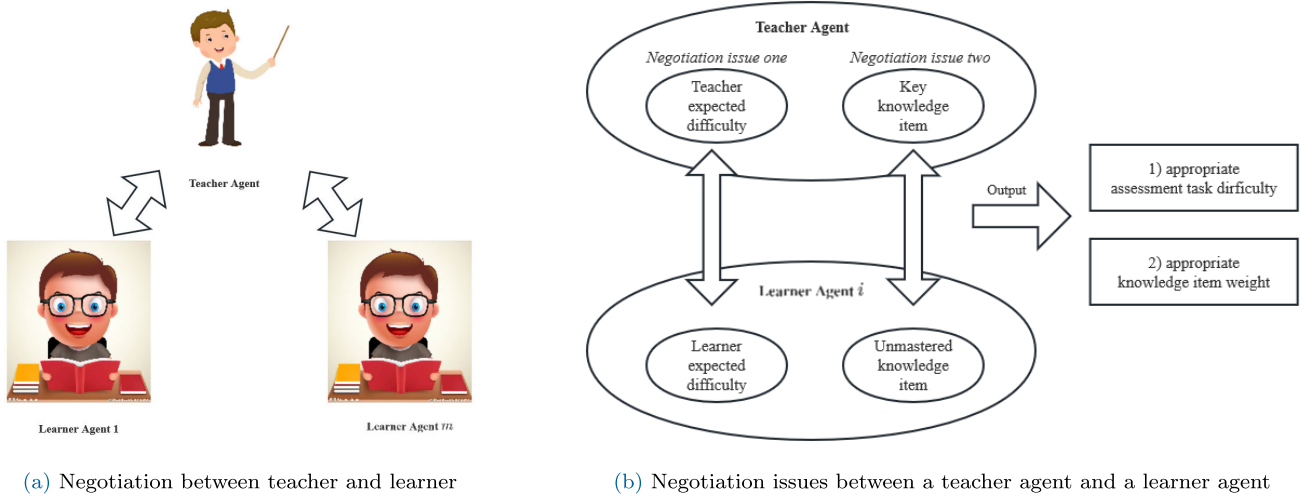 Teacher Agent
Learner Agent 1
Learner Agent m
(a) Negotiation between teacher and learner
Teacher Agent
Negotiation issue one
Negotiation issue two
Teacher
expected
difficulty
Key
knowledge
item
Learner Agent i
Learner
expected
difficulty
Unmastered
knowledge
item
Output
1) appropriate
assessment task dirficulty
2) appropriate
knowledge item weight
(b) Negotiation issues between a teacher agent and a learner agent